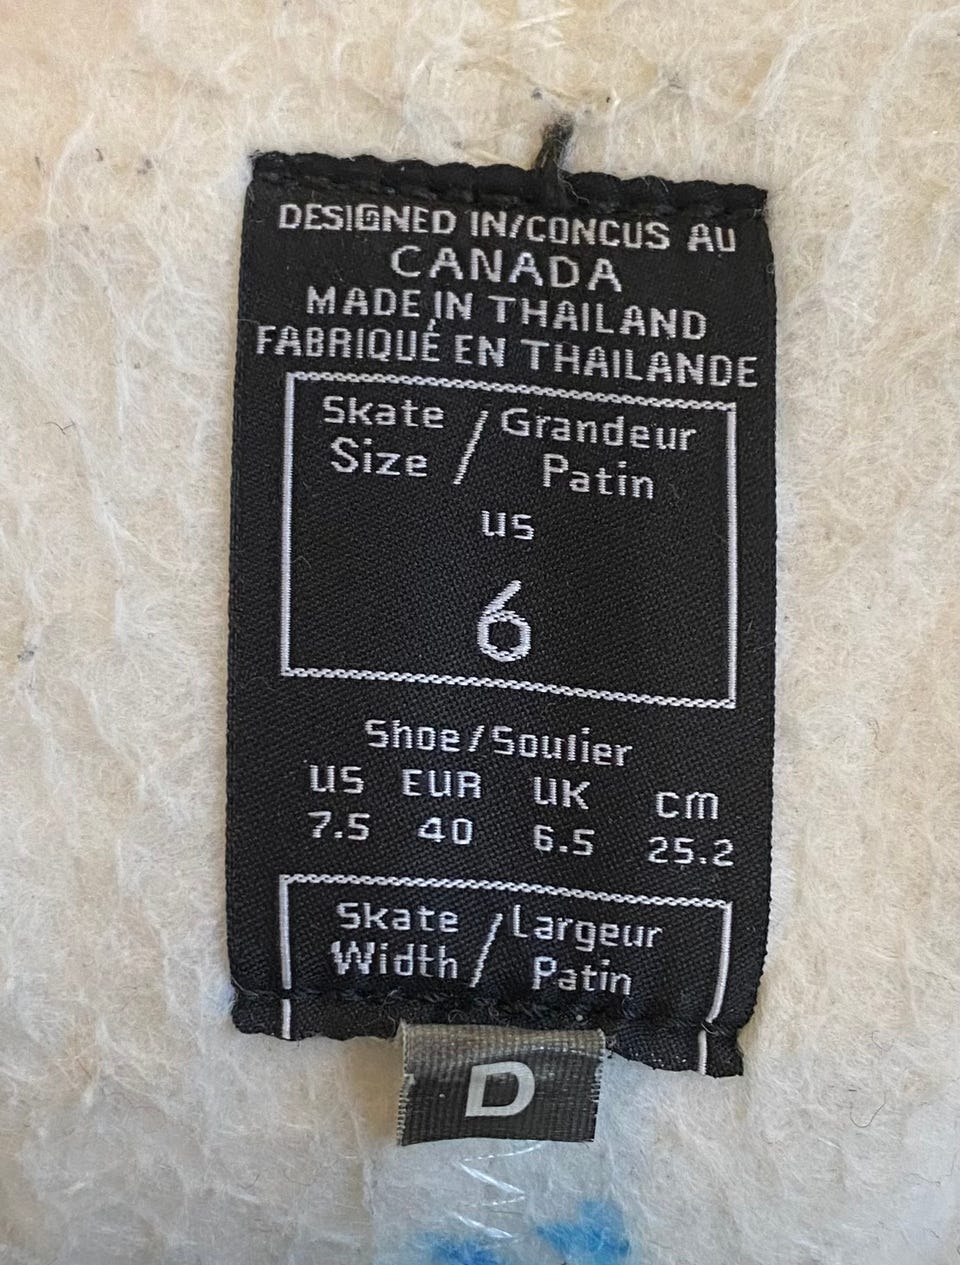 DESIGNED IN/CONCUS AU
CANADA
MADE IN THAILAND
FABRIQUÉ EN THAILANDE
Skate Size / Grandeur Patin
US
6
Shoe/Soulier
US EUR UK cm
7.5 40 6.5 25.2
Skate Width / Largeur Patin
D